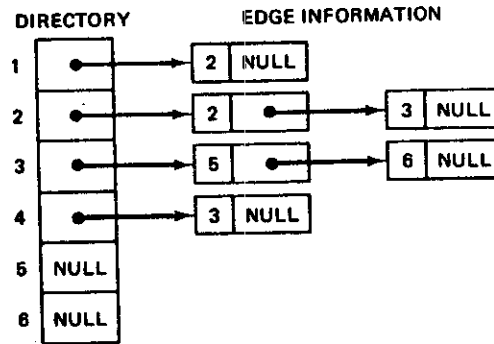 DIRECTORY EDGE INFORMATION
1 2 NULL
2 2 3 NULL
3 5 6 NULL
4 3 NULL
5 NULL
6 NULL